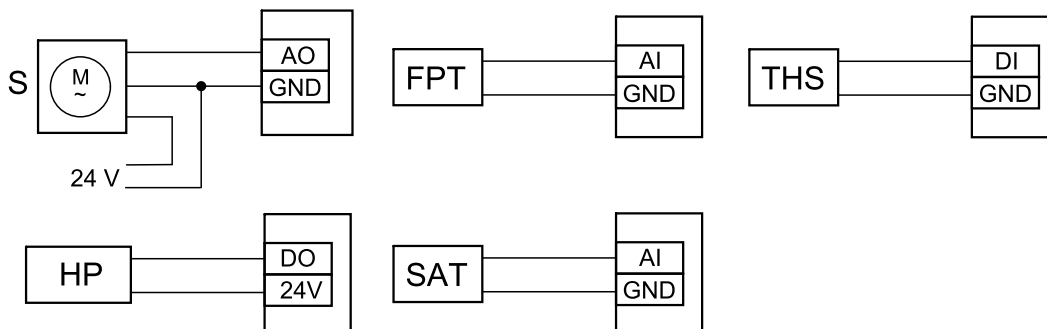 S
M
~
AO
GND
24 V
FPT
AI
GND
THS
DI
GND
HP
DO
24V
SAT
AI
GND